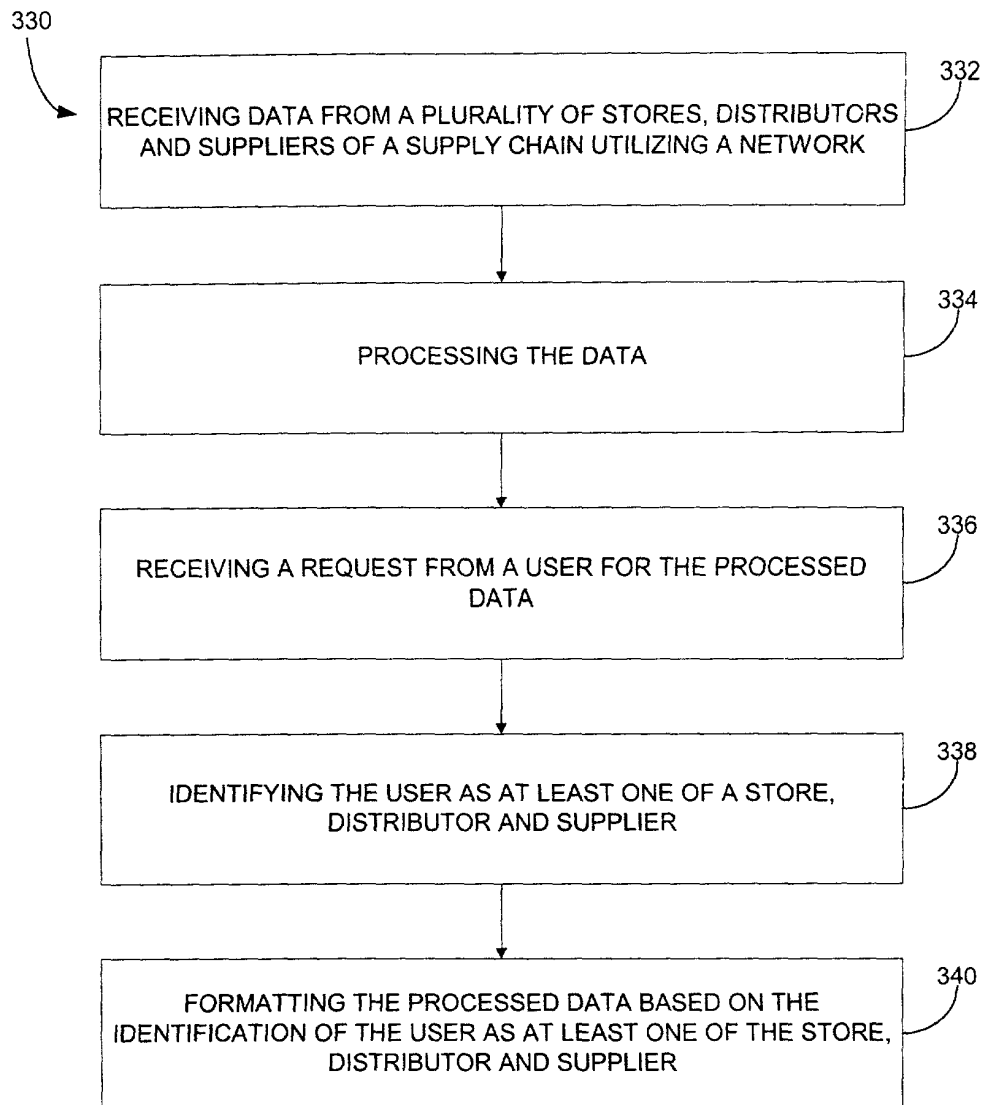 330
332
RECEIVING DATA FROM A PLURALITY OF STORES, DISTRIBUTORS
AND SUPPLIERS OF A SUPPLY CHAIN UTILIZING A NETWORK
334
PROCESSING THE DATA
336
RECEIVING A REQUEST FROM A USER FOR THE PROCESSED
DATA
338
IDENTIFYING THE USER AS AT LEAST ONE OF A STORE,
DISTRIBUTOR AND SUPPLIER
340
FORMATTING THE PROCESSED DATA BASED ON THE
IDENTIFICATION OF THE USER AS AT LEAST ONE OF THE STORE,
DISTRIBUTOR AND SUPPLIER